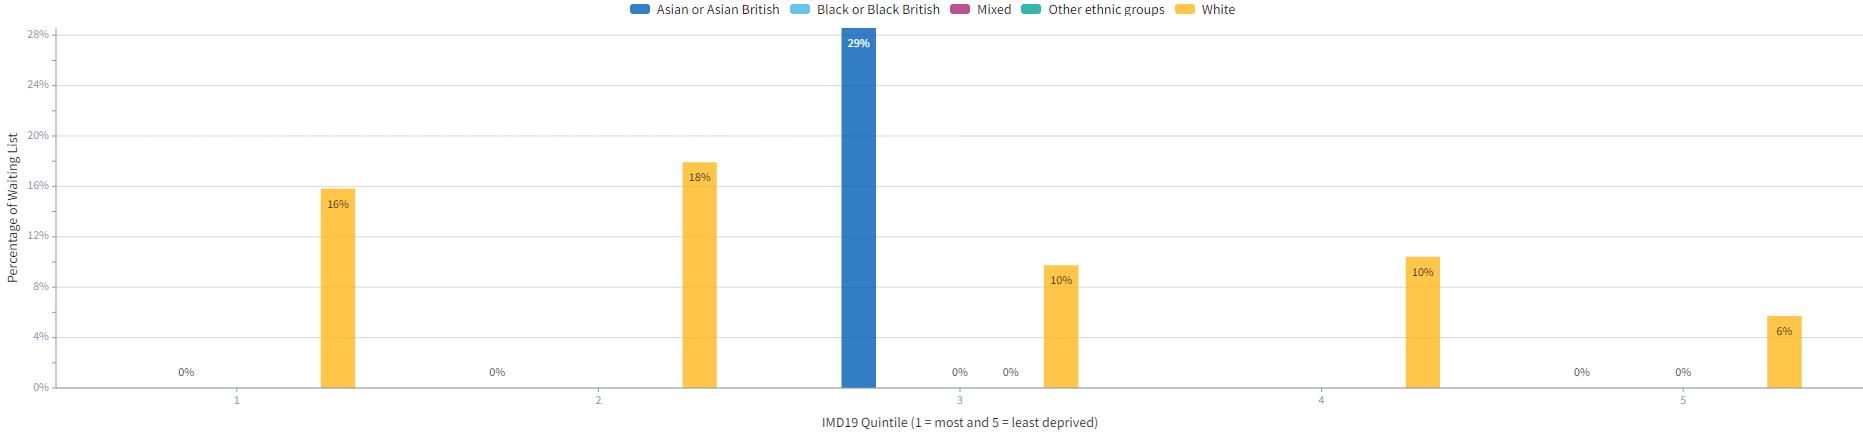 Asian or Asian British Black or Black British Mixed Other ethnic groups White
Percentage of Waiting List
28%
24%
20%
16%
12%
8%
4%
0%
0% 16% 0% 18% 29% 0% 0% 10% 10% 0% 0% 6%
1 2 3 4 5
IMD19 Quintile (1 = most and 5 = least deprived)